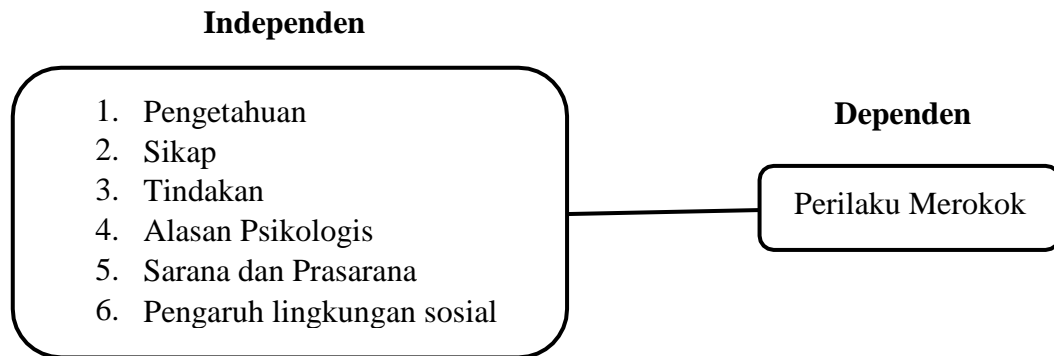 Independen
1. Pengetahuan
2. Sikap
3. Tindakan
4. Alasan Psikologis
5. Sarana dan Prasarana
6. Pengaruh lingkungan sosial
Dependen
Perilaku Merokok